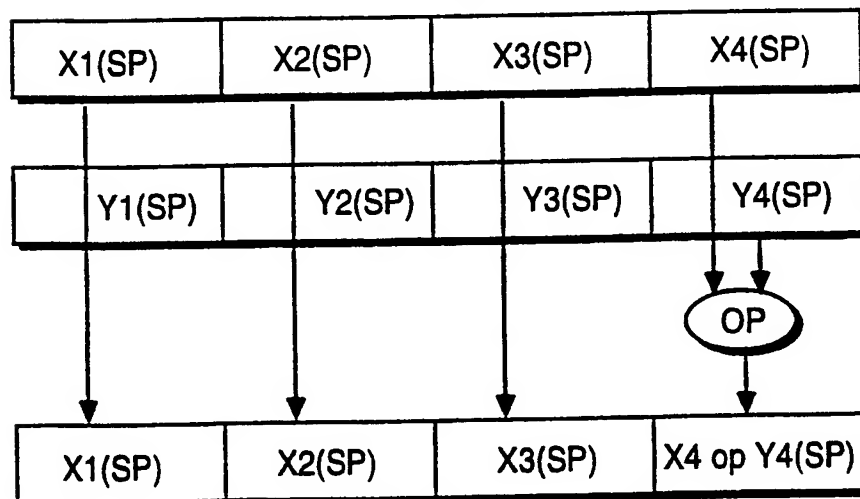 X1(SP) X2(SP) X3(SP) X4(SP)
Y1(SP) Y2(SP) Y3(SP) Y4(SP)
OP
X1(SP) X2(SP) X3(SP) X4 op Y4(SP)